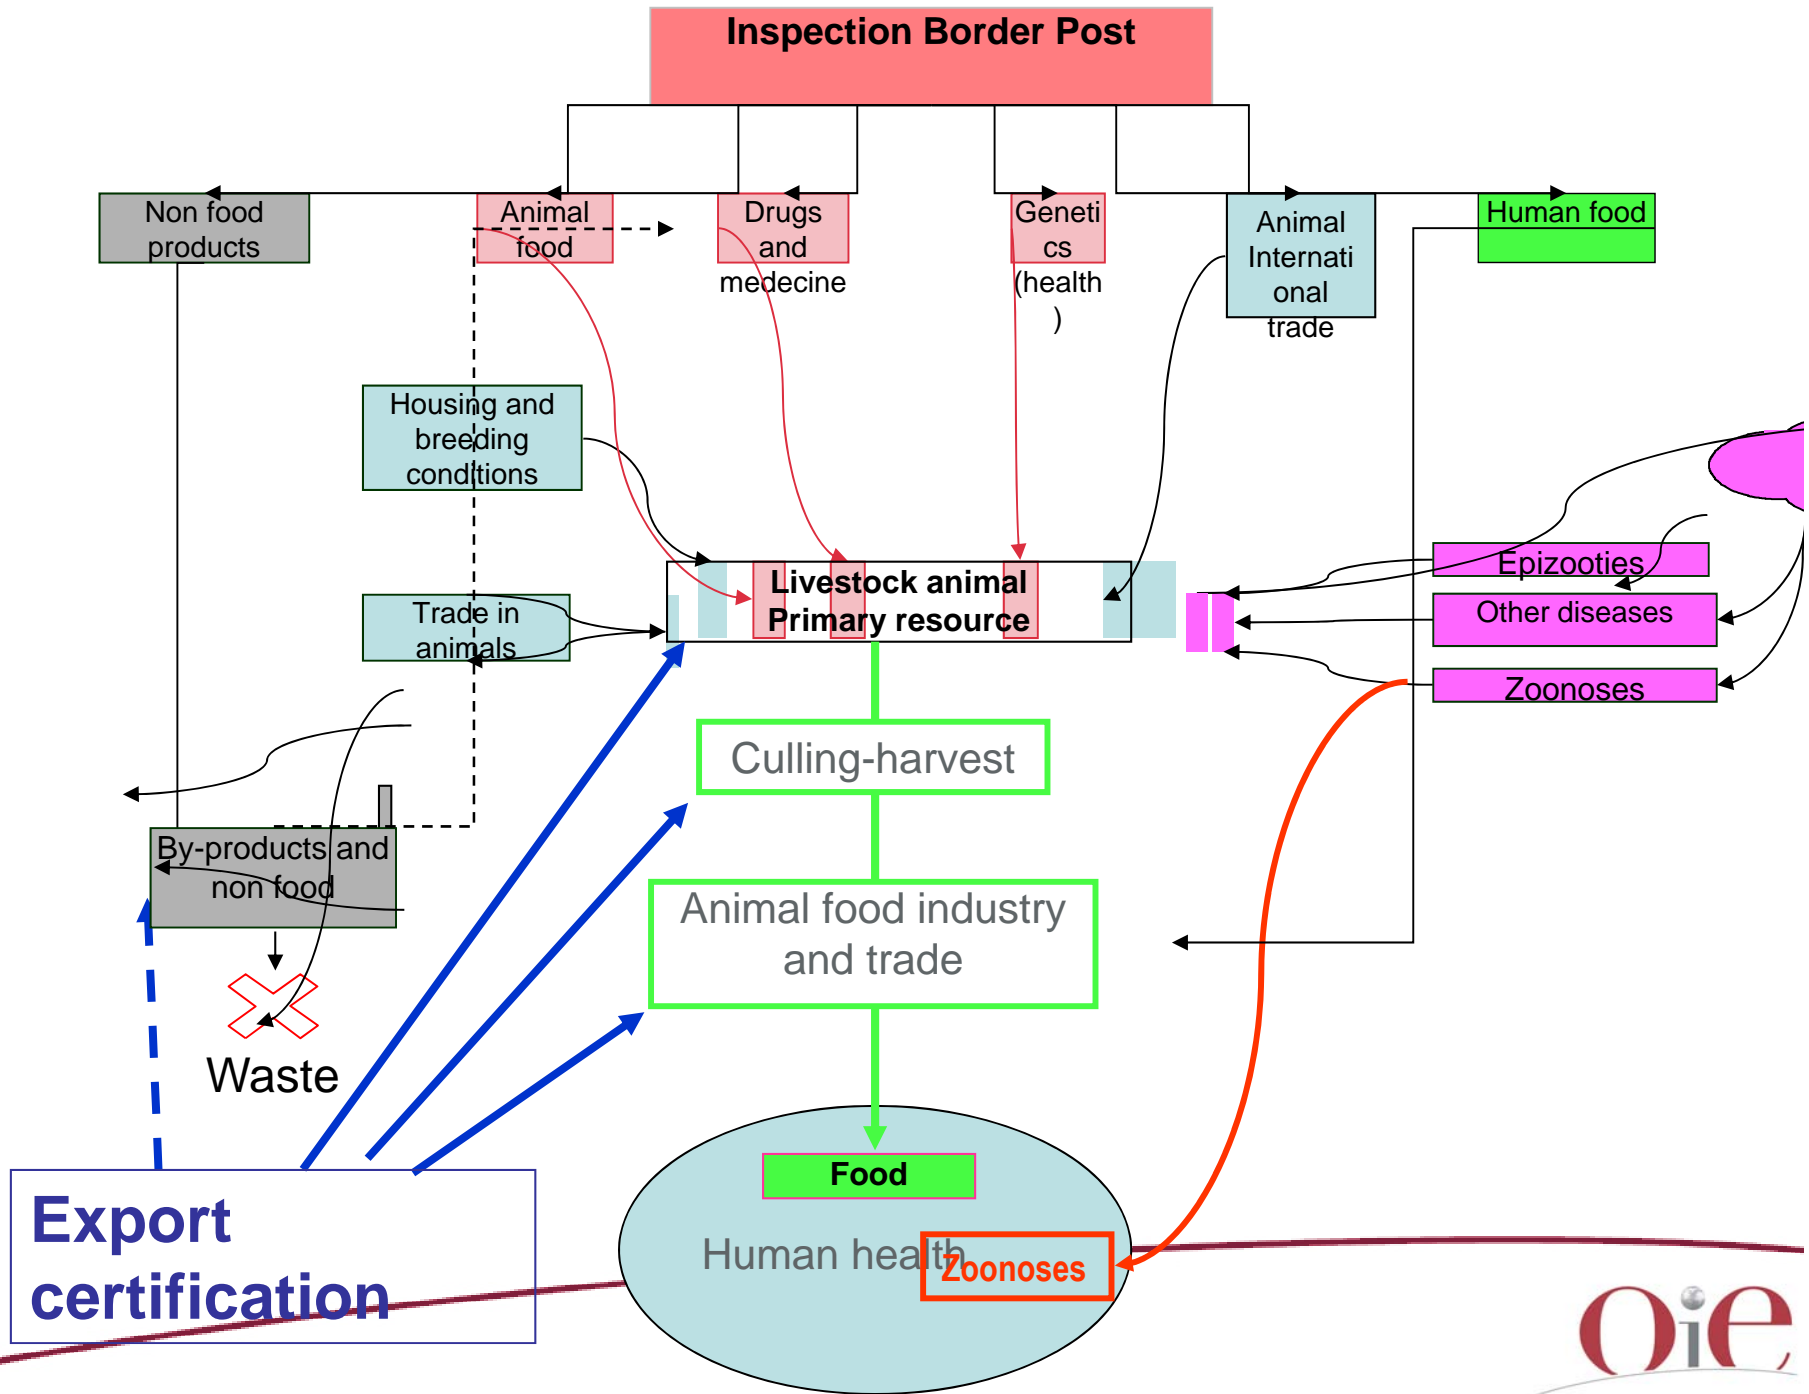 Inspection Border Post
Non food
products
Animal
food
Drugs
and
medecine
Geneti
cs
(health
)
Animal
Internati
onal
trade
Human food
Housing and
breeding
conditions
Livestock animal
Primary resource
Epizooties
Other diseases
Zoonoses
Trade in
animals
Culling-harvest
By-products and
non food
Animal food industry
and trade
Waste
Food
Human health
Zoonoses
Export
certification
Oie